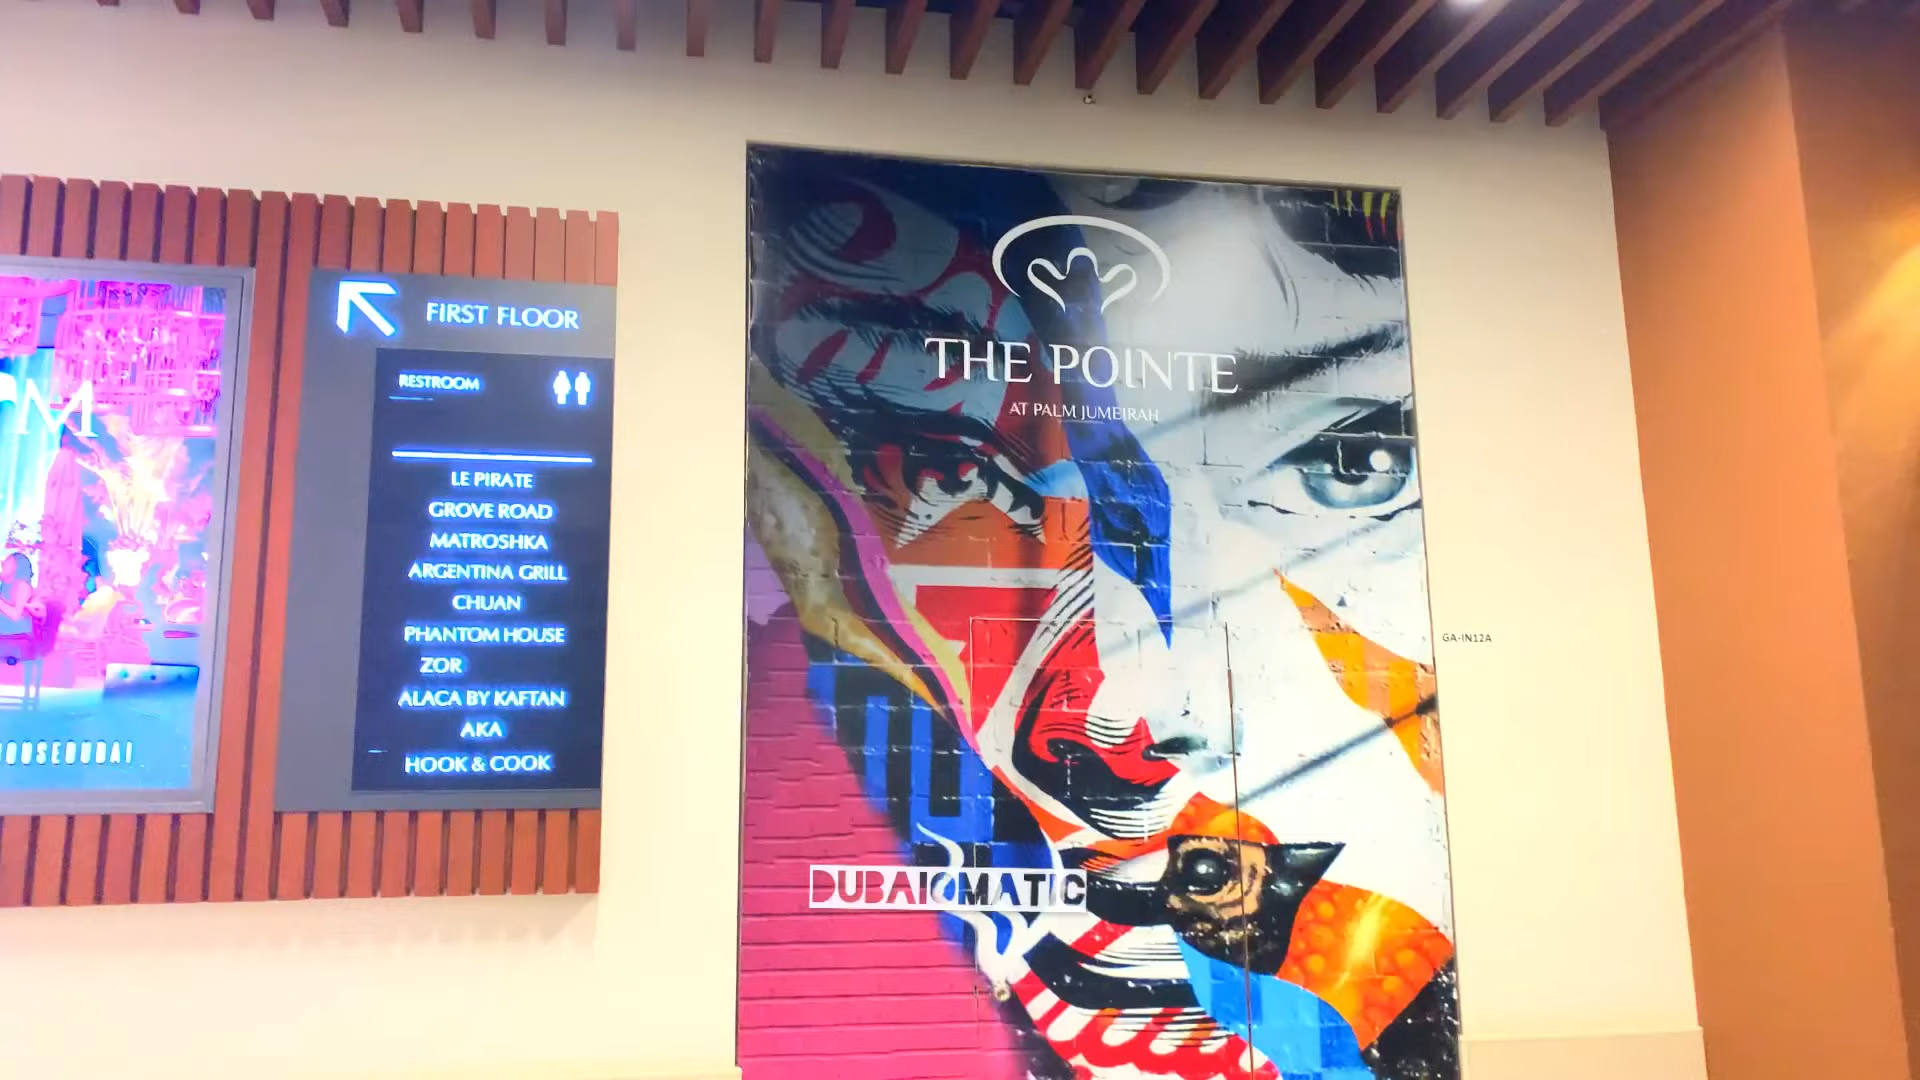 FIRST FLOOR
RESTROOM
LE PIRATE
GROVE ROAD
MATROSHKA
ARGENTINA GRILL
CHUAN
PHANTOM HOUSE
ZOR
ALACA BY KAFTAN
AKA
HOOK & COOK
THE POINTE
AT PALM JUMEIRAH
GA-IN12A
DUBAIOMATIC